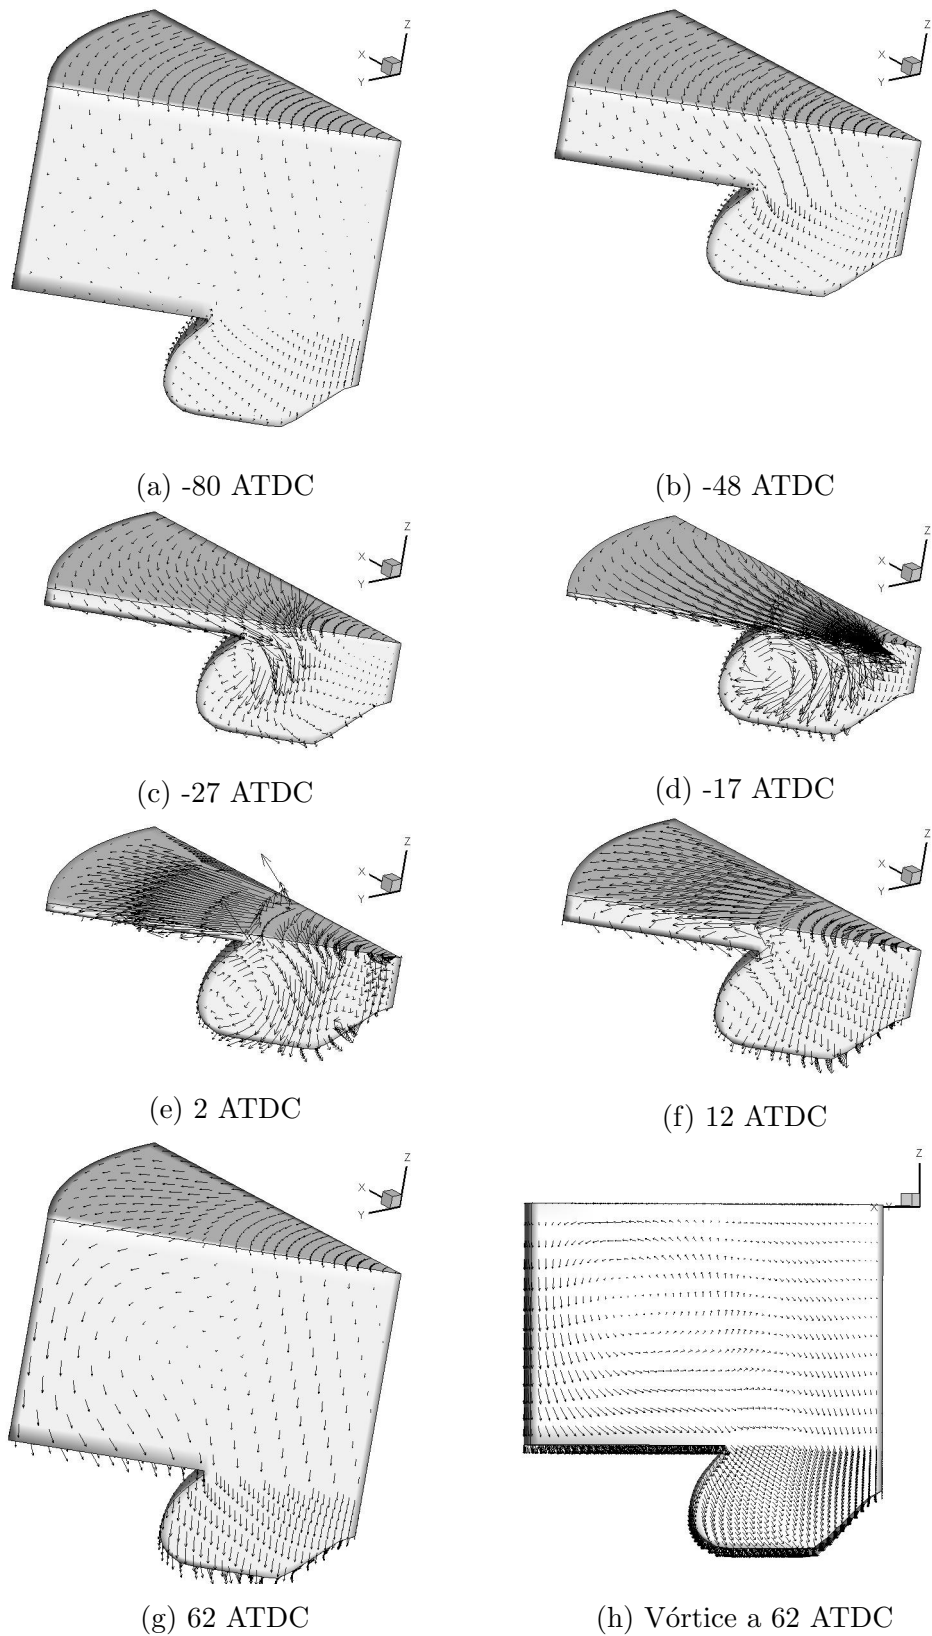 Z
X
Y
Z
X
Y
(a) -80 ATDC
(b) -48 ATDC
Z
X
Y
Z
X
Y
(c) -27 ATDC
(d) -17 ATDC
Z
X
Y
Z
X
Y
(e) 2 ATDC
(f) 12 ATDC
Z
X
Y
Z
X
(g) 62 ATDC
(h) Vórtice a 62 ATDC